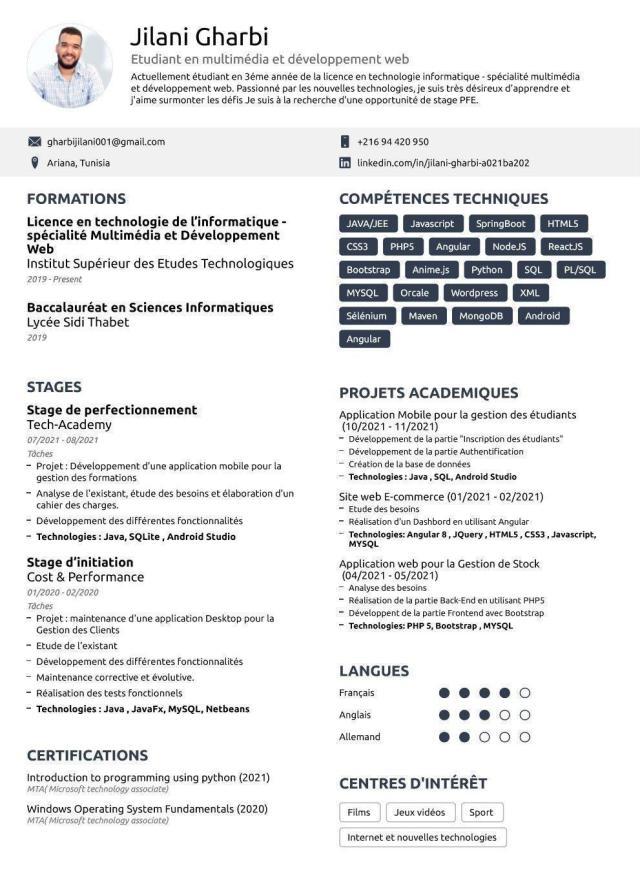 Jilani Gharbi
Etudiant en multimédia et développement web
Actuellement étudiant en 3éme année de la licence en technologie informatique - spécialité multimédia
et développement web. Passionné par les nouvelles technologies, je suis très désireux d'apprendre et
j'aime surmonter les défis Je suis à la recherche d'une opportunité de stage PFE.
gharbijilani001@gmail.com
+216 94 420 950
Ariana, Tunisia
linkedin.com/in/jilani-gharbi-a021ba202
FORMATIONS
Licence en technologie de l'informatique -
spécialité Multimédia et Développement
Web
Institut Supérieur des Etudes Technologiques
2019 - Present
Baccalauréat en Sciences Informatiques
Lycée Sidi Thabet
2019
STAGES
Stage de perfectionnement
Tech-Academy
07/2021 - 08/2021
Tâches
– Projet : Développement d'une application mobile pour la
gestion des formations
– Analyse de l'existant, étude des besoins et élaboration d'un
cahier des charges.
– Développement des différentes fonctionnalités
– Technologies : Java, SQLite , Android Studio
Stage d'initiation
Cost & Performance
01/2020 - 02/2020
Tâches
– Projet : maintenance d'une application Desktop pour la
Gestion des Clients
– Etude de l'existant
– Développement des différentes fonctionnalités
– Maintenance corrective et évolutive.
– Réalisation des tests fonctionnels
– Technologies : Java , JavaFx, MySQL, Netbeans
CERTIFICATIONS
Introduction to programming using python (2021)
MTA( Microsoft technology associate)
Windows Operating System Fundamentals (2020)
MTA( Microsoft technology associate)
COMPÉTENCES TECHNIQUES
JAVA/JEE Javascript SpringBoot HTML5
CSS3 PHP5 Angular NodeJS ReactJS
Bootstrap Anime.js Python SQL PL/SQL
MYSQL Orcale Wordpress XML
Sélénium Maven MongoDB Android
Angular
PROJETS ACADEMIQUES
Application Mobile pour la gestion des étudiants
(10/2021 - 11/2021)
– Développement de la partie "Inscription des étudiants"
– Développement de la partie Authentification
– Création de la base de données
– Technologies : Java , SQL, Android Studio
Site web E-commerce (01/2021 - 02/2021)
– Etude des besoins
– Réalisation d'un Dashbord en utilisant Angular
– Technologies: Angular 8 , JQuery , HTML5 , CSS3 , Javascript,
MYSQL
Application web pour la Gestion de Stock
(04/2021 - 05/2021)
– Analyse des besoins
– Réalisation de la partie Back-End en utilisant PHP5
– Développent de la partie Frontend avec Bootstrap
– Technologies: PHP 5, Bootstrap , MYSQL
LANGUES
Français
Anglais
Allemand
CENTRES D'INTÉRÊT
Films Jeux vidéos Sport
Internet et nouvelles technologies